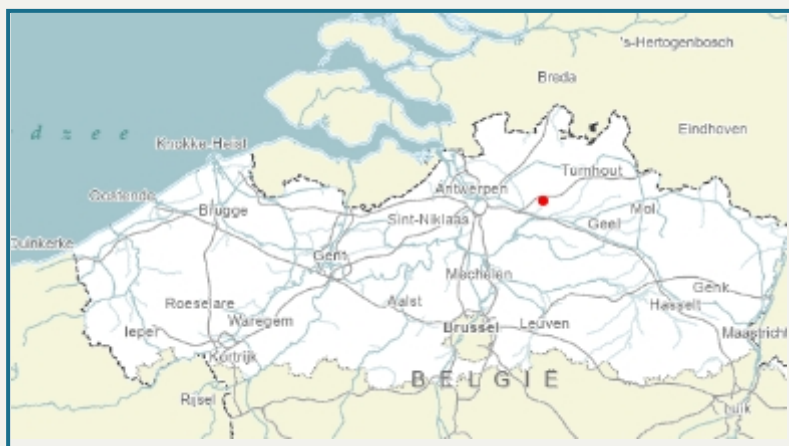 's-Hertogenbosch
Breda
Eindhoven
dzee
Knokke-Heist
Turnhout
Antwerpen
Oostende
Mol
Brugge
Sint-Niklaas
Geel
Duinkerke
Gent
Mechelen
Genk
Roeselare
Aalst
Hasselt
Waregem
Brussel
Leuven
Ieper
Maastricht
Kortrijk
BELGIË
Rijsel
Luik